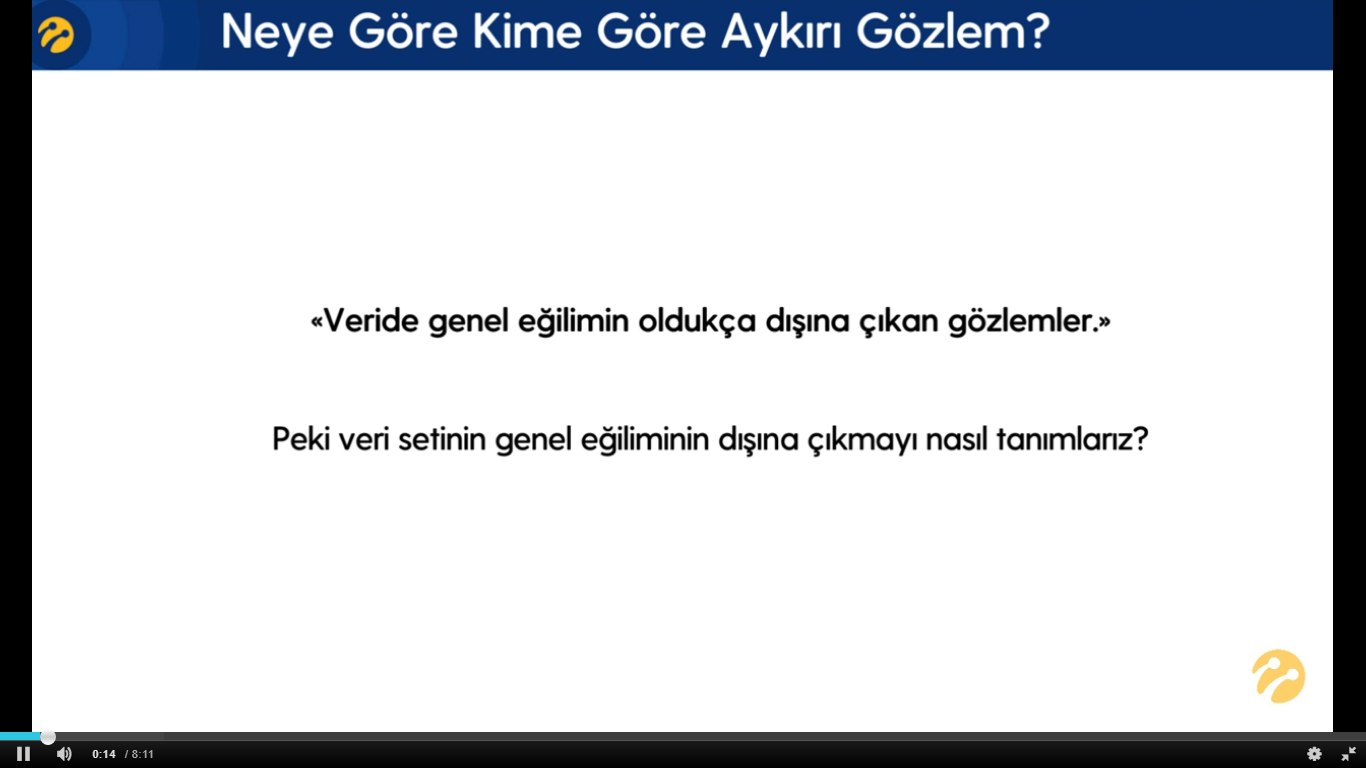 Neye Göre Kime Göre Aykırı Gözlem?
«Veride genel eğilimin oldukça dışına çıkan gözlemler.»
Peki veri setinin genel eğiliminin dışına çıkmayı nasıl tanımlarız?
0:14 / 8:11